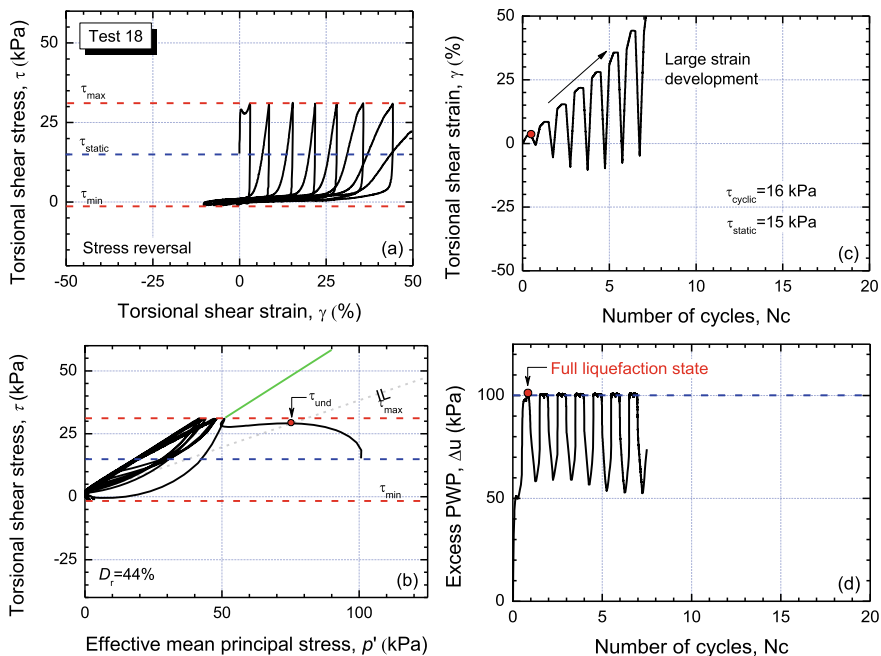 Test 18
Torsional shear stress, τ (kPa)
60
50
25
0
-25
τmax
τstatic
τmin
Stress reversal
(a)
-50 -25 0 25 50
Torsional shear strain, γ (%)
Torsional shear strain, γ (%)
50
25
0
-25
-50
Large strain
development
τcyclic=16 kPa
τstatic=15 kPa
(c)
0 5 10 15 20
Number of cycles, Nc
Torsional shear stress, τ (kPa)
50
25
0
-25
τund
FL
τmax
τmin
Dr=44%
(b)
0 50 100
Effective mean principal stress, p' (kPa)
Excess PWP, Δu (kPa)
100
50
0
Full liquefaction state
(d)
0 5 10 15 20
Number of cycles, Nc